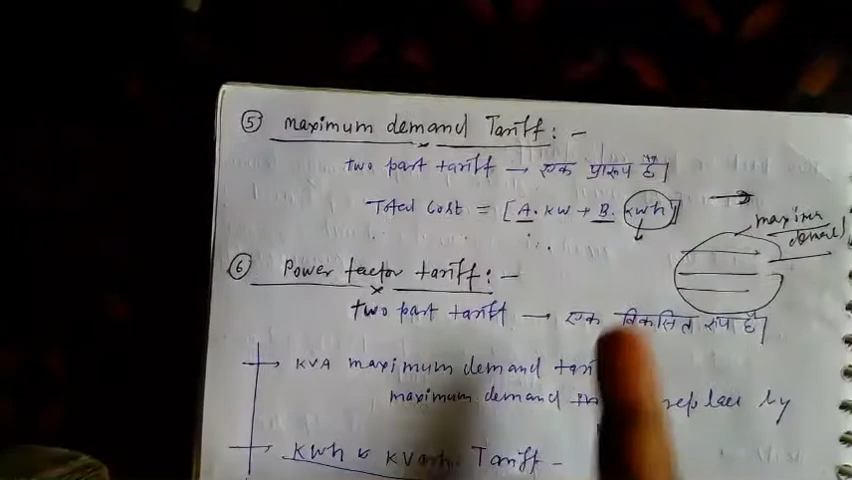 ⑤ maximum demand Tariff : -
two part tariff → एक प्रारूप है|
Total Cost = [A. KW + B. kwh]
maximum demand
⑥ Power factor tariff : -
two part tariff → एक विकसित रूप है|
KVA maximum demand
maximum demand replace by
kwh & KVarh Tariff -